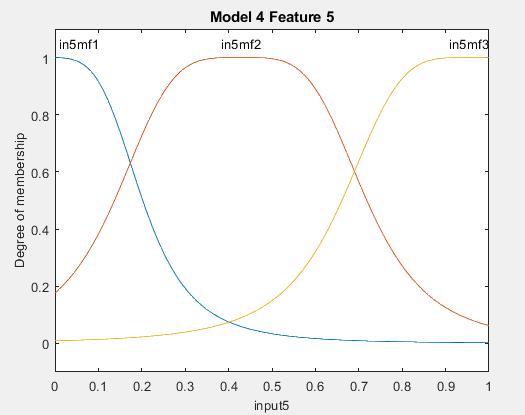 Model 4 Feature 5
in5mf1 in5mf2 in5mf3
1
0.8
0.6
0.4
0.2
0
Degree of membership
0 0.1 0.2 0.3 0.4 0.5 0.6 0.7 0.8 0.9 1
input5